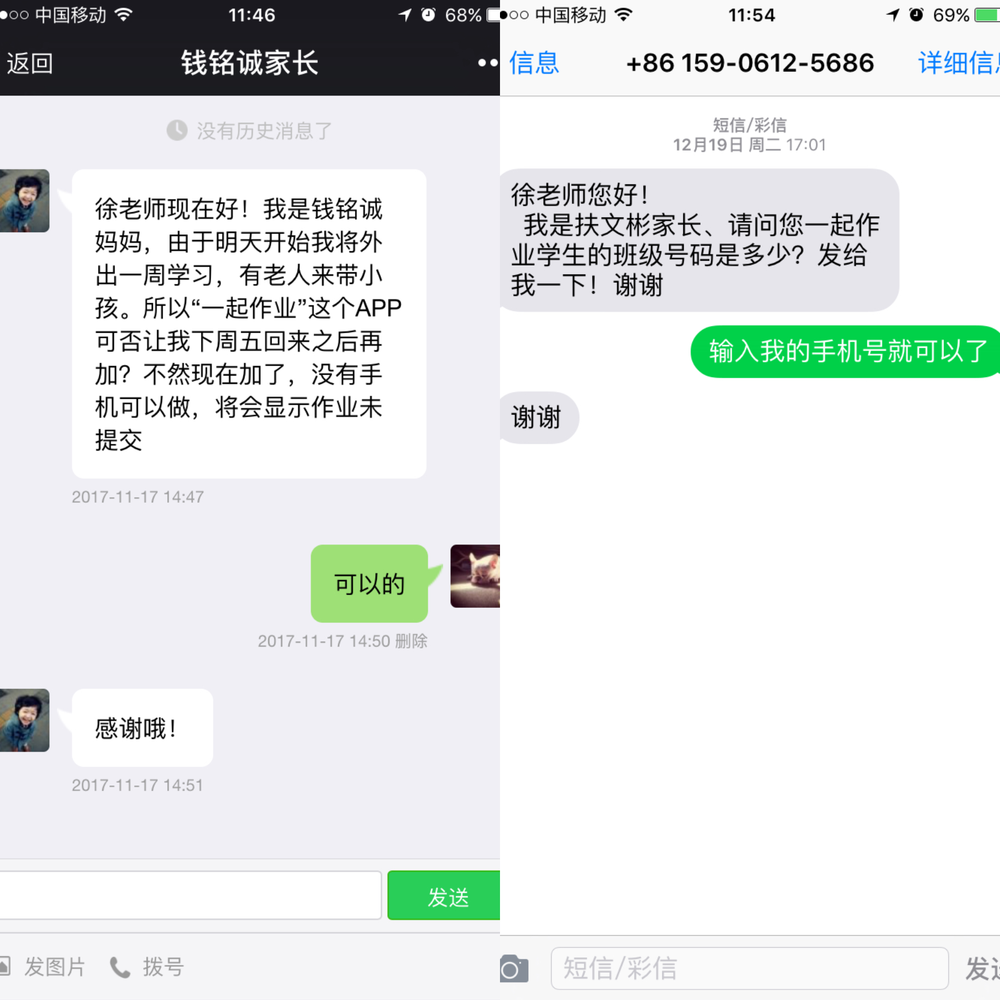 中国移动
11:46
68%
返回
钱铭诚家长
没有历史消息了
徐老师现在好！我是钱铭诚
妈妈，由于明天开始我将外
出一周学习，有老人来带小
孩。所以“一起作业”这个APP
可否让我下周五回来之后再
加？不然现在加了，没有手
机可以做，将会显示作业未
提交
2017-11-17 14:47
可以的
2017-11-17 14:50 删除
感谢哦！
2017-11-17 14:51
发送
发图片
拨号
中国移动
11:54
69%
信息
+86 159-0612-5686
详细信息
短信/彩信
12月19日 周二 17:01
徐老师您好！
我是扶文彬家长、请问您一起作
业学生的班级号码是多少？发给
我一下！谢谢
输入我的手机号就可以了
谢谢
短信/彩信
发送